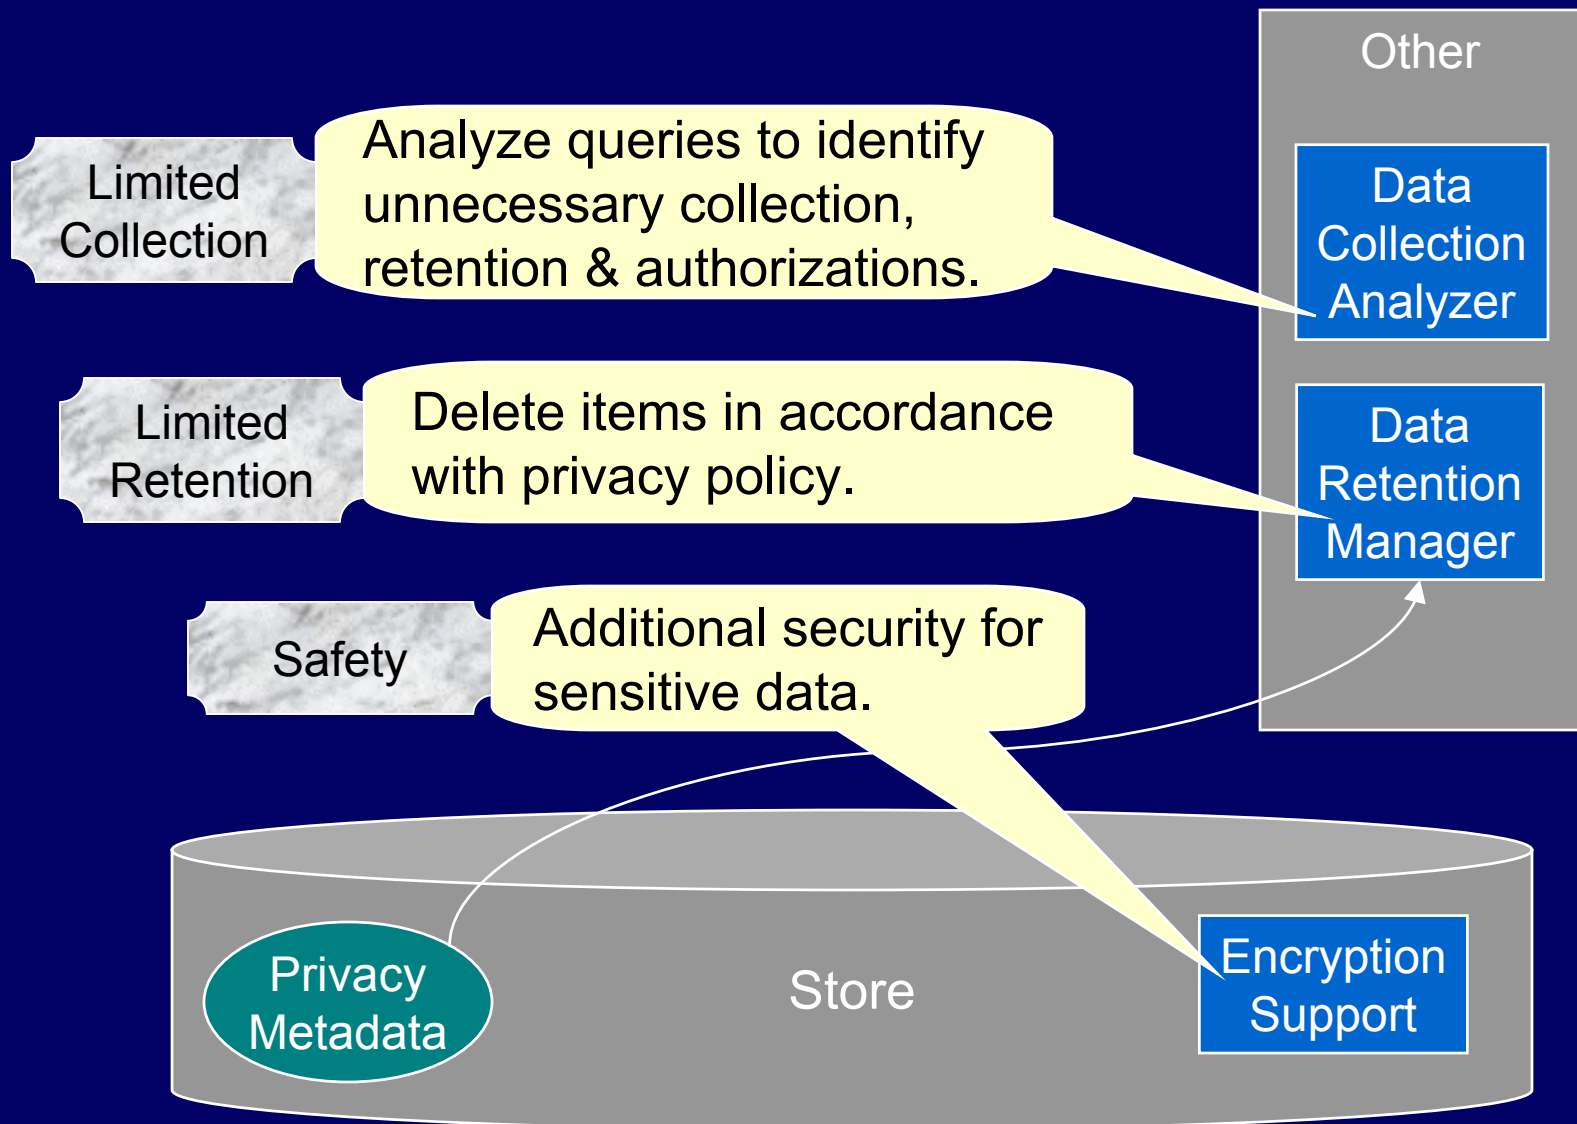 Other
Limited
Collection
Analyze queries to identify
unnecessary collection,
retention & authorizations.
Data
Collection
Analyzer
Limited
Retention
Delete items in accordance
with privacy policy.
Data
Retention
Manager
Safety
Additional security for
sensitive data.
Privacy
Metadata
Store
Encryption
Support